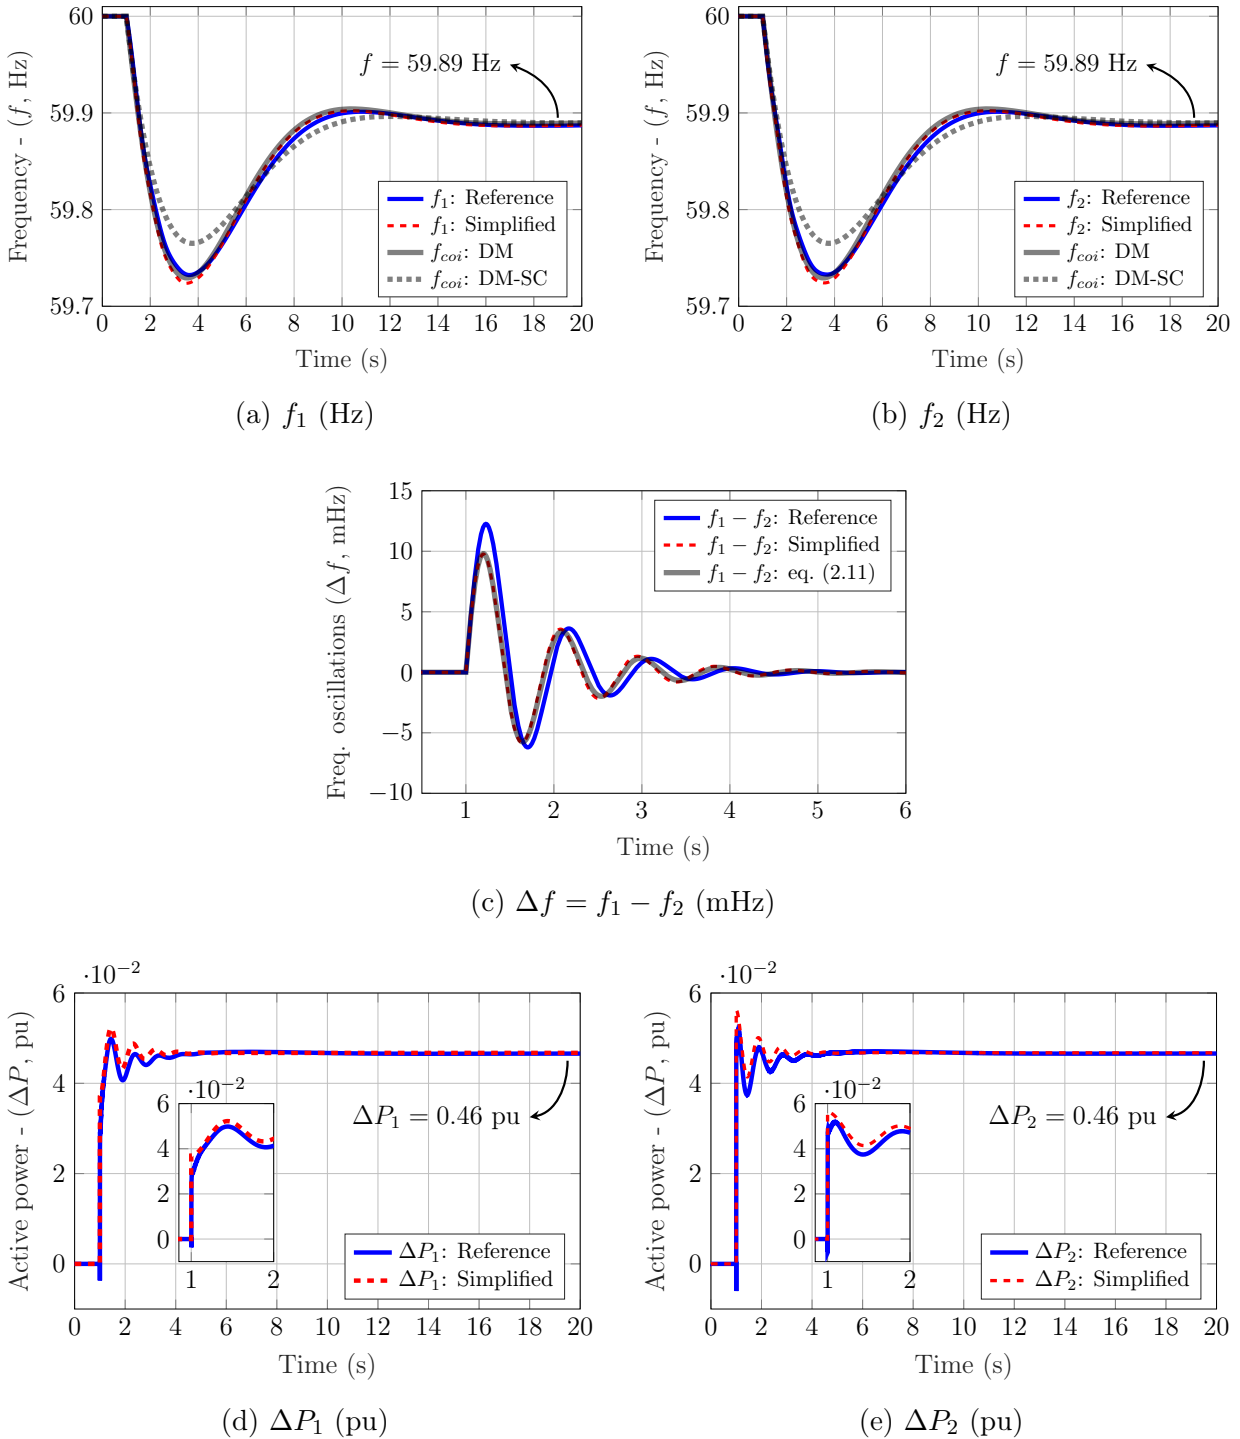 60
59.9
59.8
59.7
0 2 4 6 8 10 12 14 16 18 20
Time (s)
Frequency - (f, Hz)
f = 59.89 Hz
f₁: Reference
f₁: Simplified
f_coi: DM
f_coi: DM-SC
(a) f₁ (Hz)
60
59.9
59.8
59.7
0 2 4 6 8 10 12 14 16 18 20
Time (s)
Frequency - (f, Hz)
f = 59.89 Hz
f₂: Reference
f₂: Simplified
f_coi: DM
f_coi: DM-SC
(b) f₂ (Hz)
15
10
5
0
−5
−10
1 2 3 4 5 6
Time (s)
Freq. oscillations (Δf, mHz)
f₁ − f₂: Reference
f₁ − f₂: Simplified
f₁ − f₂: eq. (2.11)
(c) Δf = f₁ − f₂ (mHz)
·10⁻²
6
4
2
0
0 2 4 6 8 10 12 14 16 18 20
Time (s)
Active power - (ΔP, pu)
·10⁻²
6
4
2
0
1 2
ΔP₁ = 0.46 pu
ΔP₁: Reference
ΔP₁: Simplified
(d) ΔP₁ (pu)
·10⁻²
6
4
2
0
0 2 4 6 8 10 12 14 16 18 20
Time (s)
Active power - (ΔP, pu)
·10⁻²
6
4
2
0
1 2
ΔP₂ = 0.46 pu
ΔP₂: Reference
ΔP₂: Simplified
(e) ΔP₂ (pu)